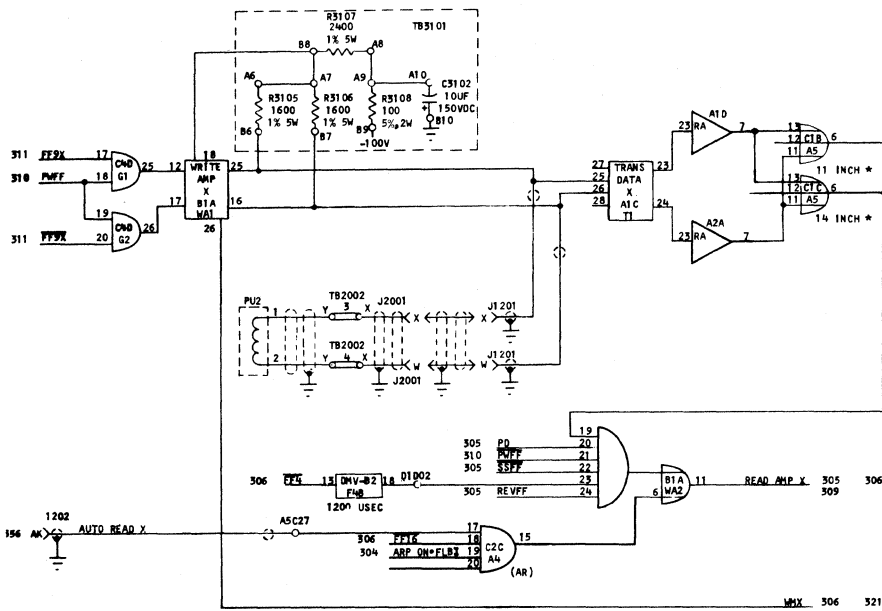 R3107
2400
1% 5W
TB3101
B8
A8
A6
A7
A9
A10
C3102
10UF
150VDC
+
B10
R3105
1600
1% 5W
R3106
1600
1% 5W
R3108
100
5%,2W
B6
B7
B9
-100V
311 FF9X 17
310 PWFF 18
C4D
G1
25
12
18
WRITE
AMP
X
B1A
WA1
25
16
17
26
19
311 FF9X 20
C4D
G2
26
27
25
26
28
TRANS
DATA
X
A1C
T1
23
24
23 RA
A1D
7
23 RA
A2A
7
13
12
11
C1B
A5
6
11 INCH *
13
12
11
C1C
A5
6
14 INCH *
PU2
1
2
TB2002
Y 3 X
J2001
X
X
J1201
TB2002
Y 4 X
J2001
W
W
J1201
19
305 PD 20
310 PWFF 21
305 SSFF 22
23
305 REVFF 24
306 FF4 13
DMV-B2
F4B
18
D1D02
1200 USEC
B1A
WA2
6
11
READ AMP X
305
309
306
1202
356 AK
AUTO READ X
A5C27
17
306 FF16 18
304 ARP ON•FLBX 19
20
C2C
A4
15
(AR)
WMX 306 321